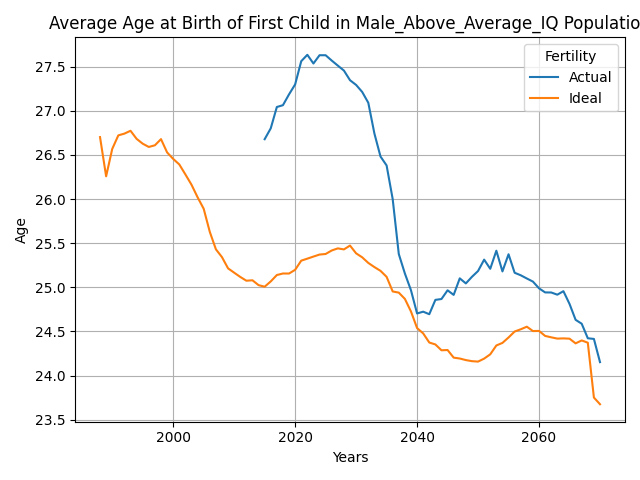 Average Age at Birth of First Child in Male_Above_Average_IQ Populatio
Fertility
Actual
Ideal
27.5
27.0
26.5
26.0
25.5
25.0
24.5
24.0
23.5
Age
2000
2020
2040
2060
Years